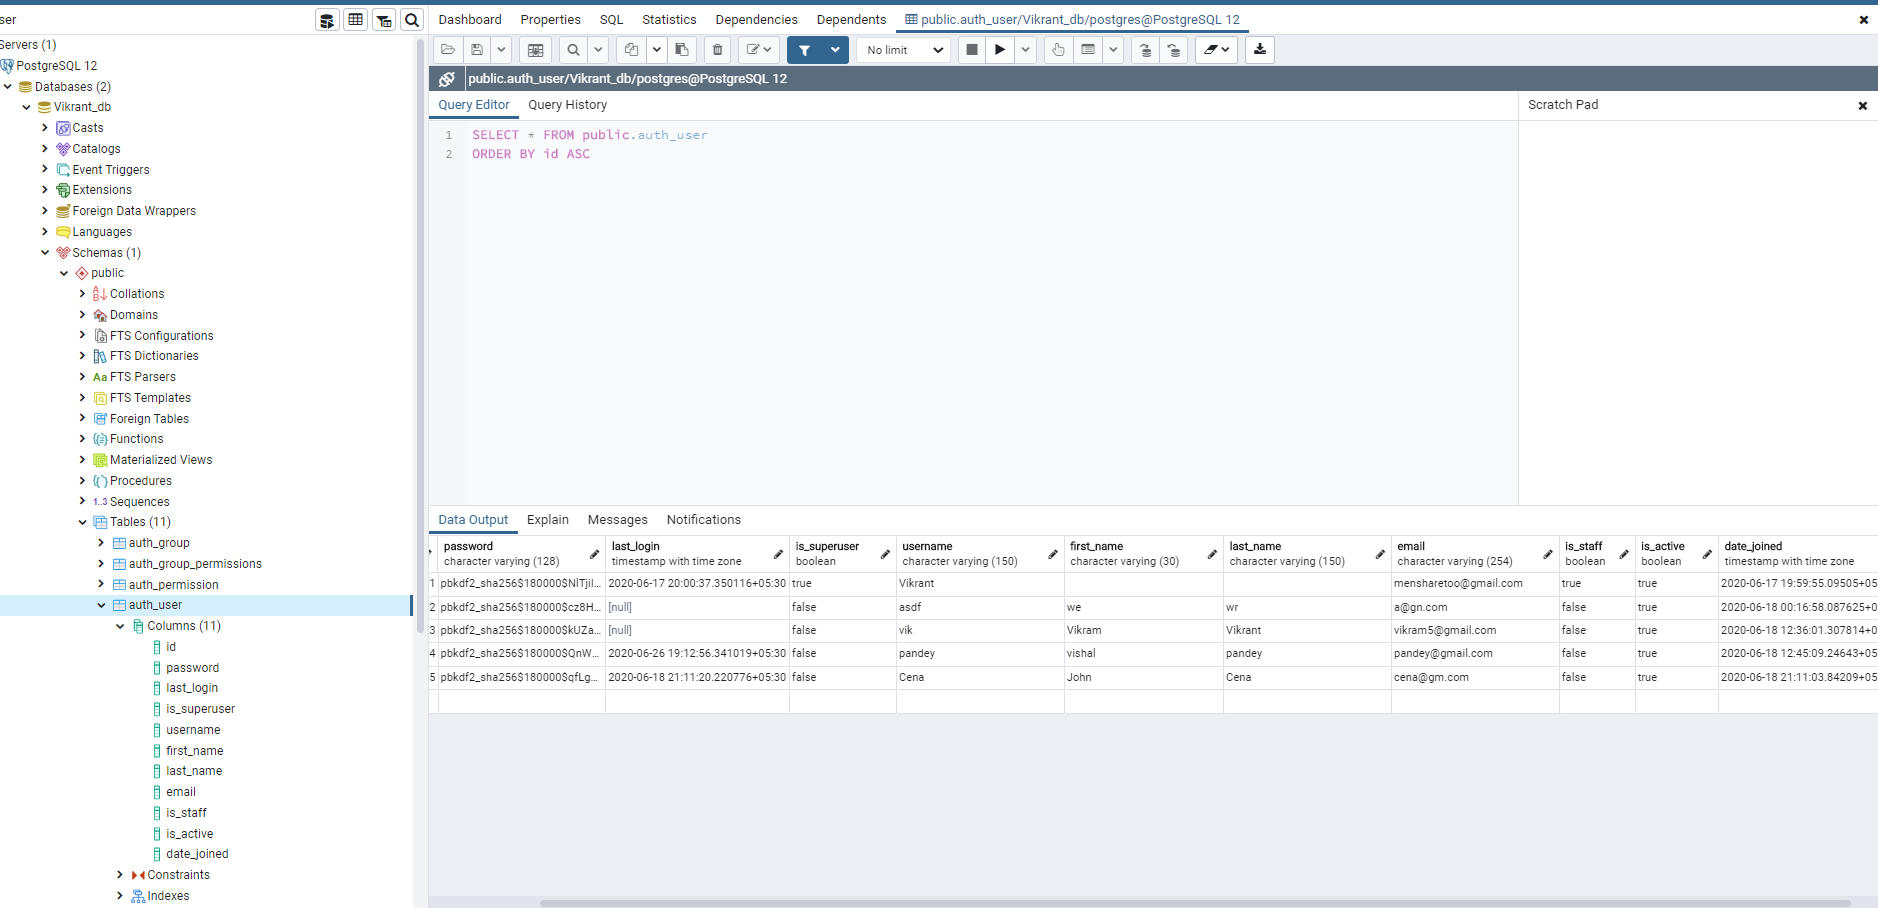 ser
Dashboard Properties SQL Statistics Dependencies Dependents public.auth_user/Vikrant_db/postgres@PostgreSQL 12
Servers (1)
PostgreSQL 12
Databases (2)
Vikrant_db
Casts
Catalogs
Event Triggers
Extensions
Foreign Data Wrappers
Languages
Schemas (1)
public
Collations
Domains
FTS Configurations
FTS Dictionaries
Aa FTS Parsers
FTS Templates
Foreign Tables
Functions
Materialized Views
Procedures
1..3 Sequences
Tables (11)
auth_group
auth_group_permissions
auth_permission
auth_user
Columns (11)
id
password
last_login
is_superuser
username
first_name
last_name
email
is_staff
is_active
date_joined
Constraints
Indexes
No limit
public.auth_user/Vikrant_db/postgres@PostgreSQL 12
Query Editor Query History
Scratch Pad
1 SELECT * FROM public.auth_user
2 ORDER BY id ASC
Data Output Explain Messages Notifications
password last_login is_superuser username first_name last_name email is_staff is_active date_joined
character varying (128) timestamp with time zone boolean character varying (150) character varying (30) character varying (150) character varying (254) boolean boolean timestamp with time zone
1 pbkdf2_sha256$180000$NlTjiI... 2020-06-17 20:00:37.350116+05:30 true Vikrant mensharetoo@gmail.com true true 2020-06-17 19:59:55.09505+05
2 pbkdf2_sha256$180000$cz8H... [null] false asdf we wr a@gn.com false true 2020-06-18 00:16:58.087625+0
3 pbkdf2_sha256$180000$kUZa... [null] false vik Vikram Vikrant vikram5@gmail.com false true 2020-06-18 12:36:01.307814+0
4 pbkdf2_sha256$180000$QnW... 2020-06-26 19:12:56.341019+05:30 false pandey vishal pandey pandey@gmail.com false true 2020-06-18 12:45:09.24643+05
5 pbkdf2_sha256$180000$qfLg... 2020-06-18 21:11:20.220776+05:30 false Cena John Cena cena@gm.com false true 2020-06-18 21:11:03.84209+05